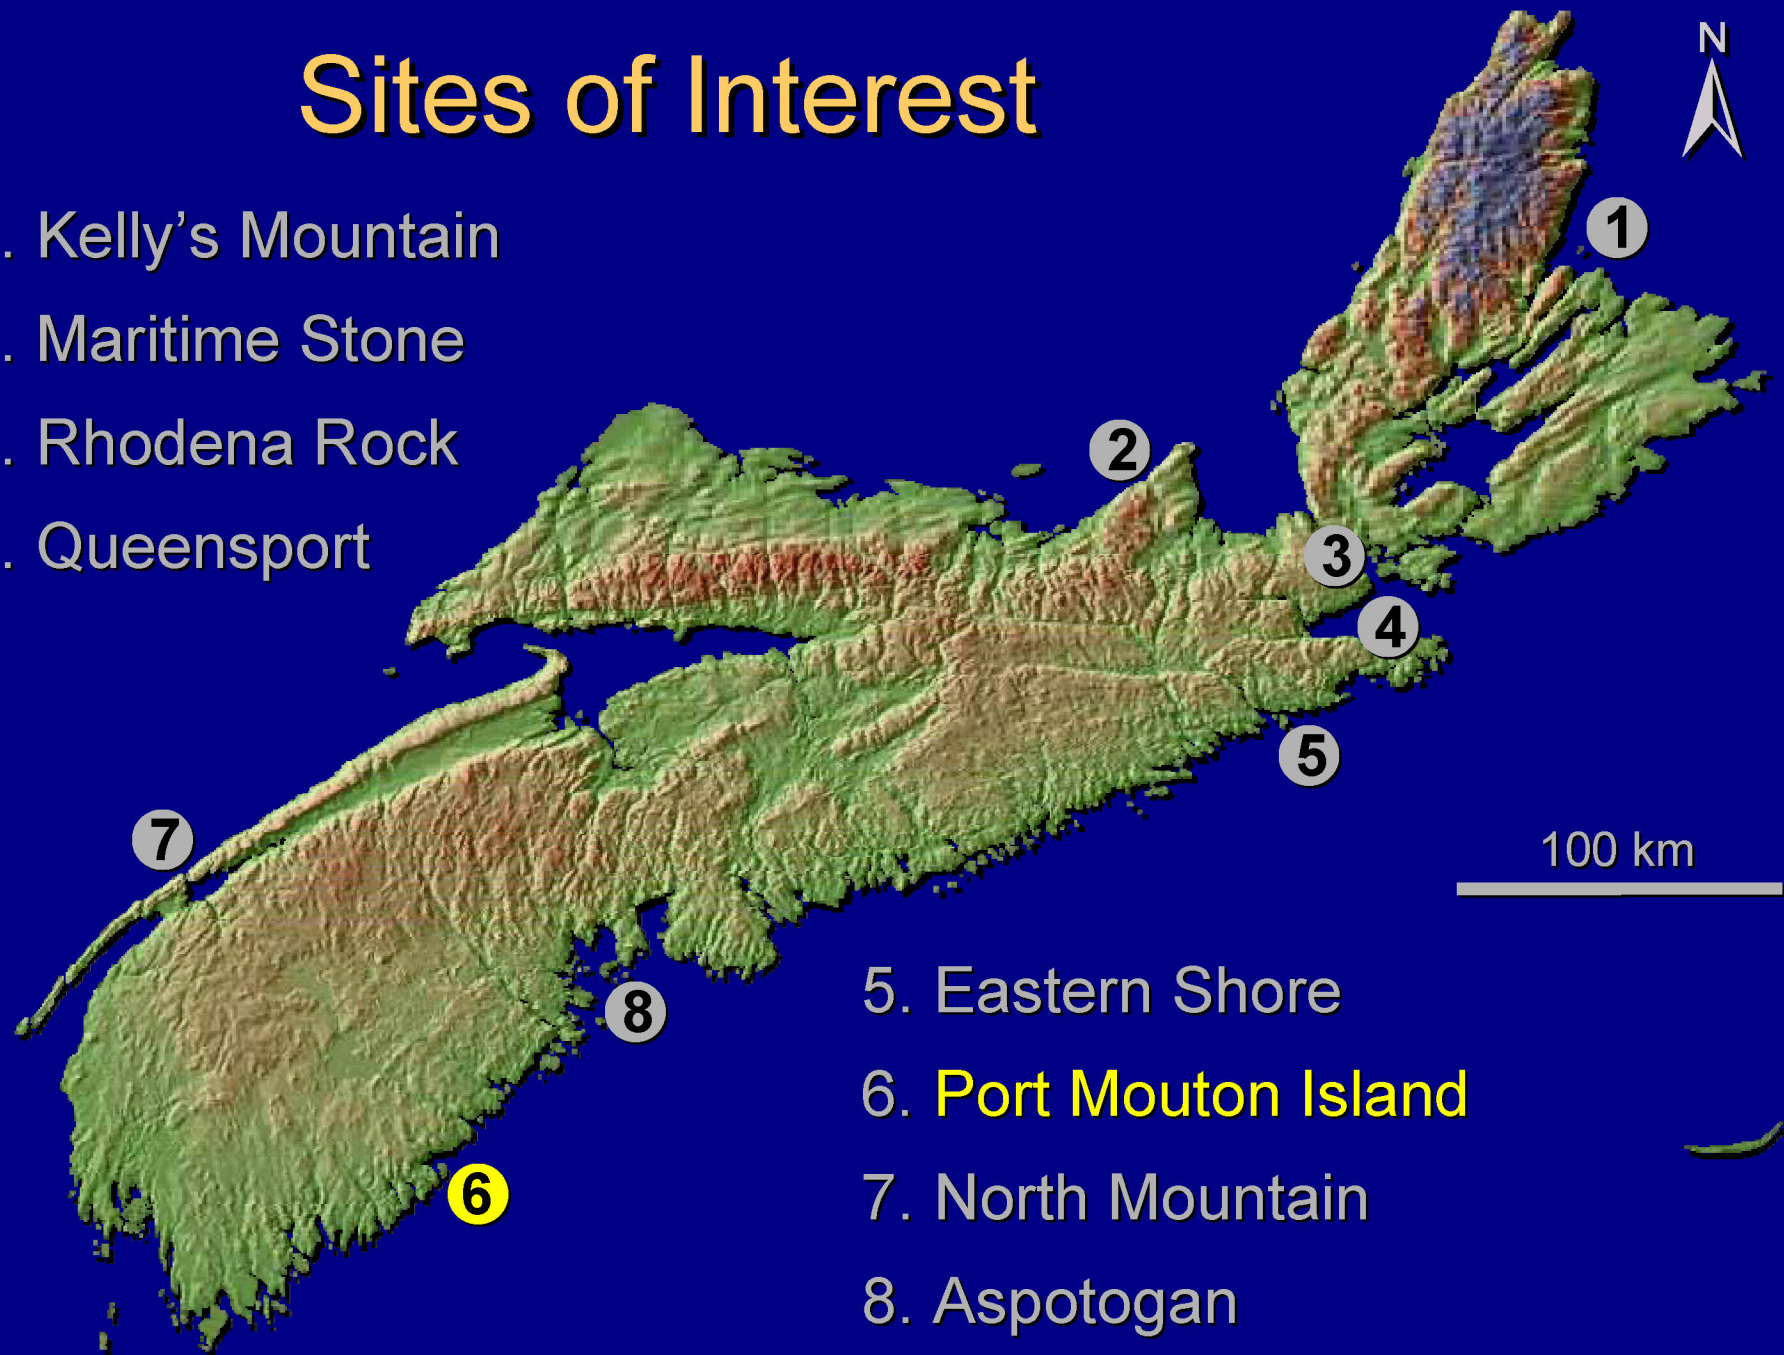 Sites of Interest
N
. Kelly’s Mountain
. Maritime Stone
. Rhodena Rock
. Queensport
1
2
3
4
5
7
100 km
8
6
5. Eastern Shore
6. Port Mouton Island
7. North Mountain
8. Aspotogan